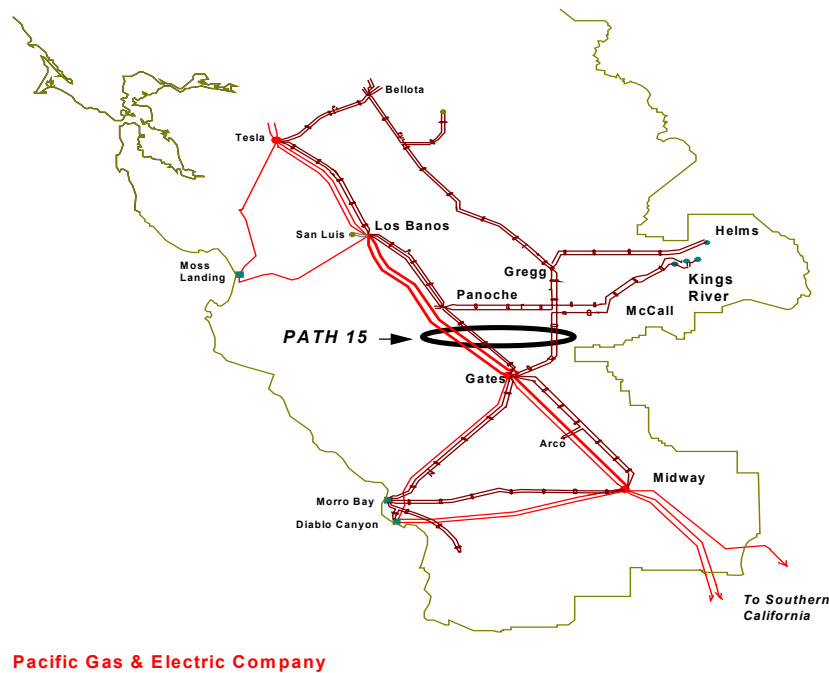 Bellota
Tesla
San Luis
Los Banos
Helms
Moss
Landing
Gregg
Kings
River
Panoche
McCall
PATH 15
Gates
Arco
Midway
Morro Bay
Diablo Canyon
To Southern
California
Pacific Gas & Electric Company